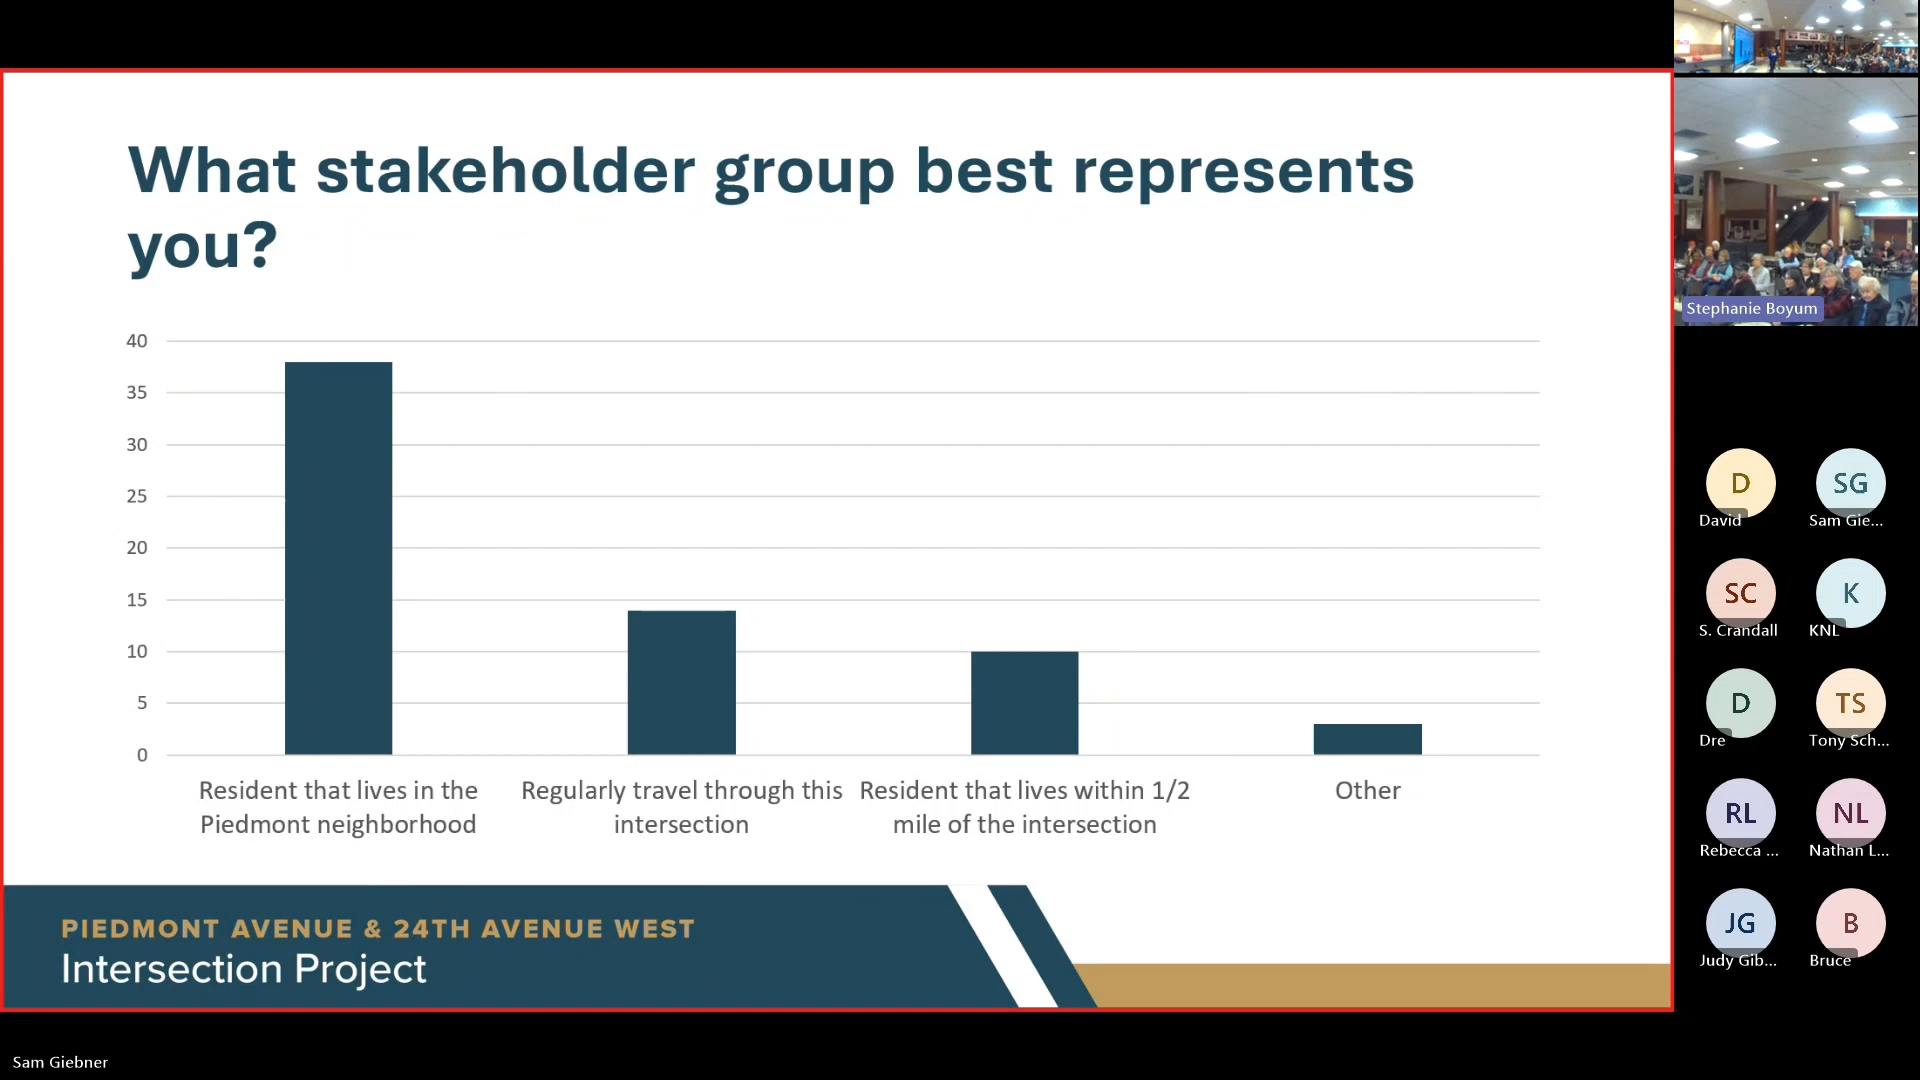 What stakeholder group best represents
you?
40
35
30
25
20
15
10
5
0
Resident that lives in the
Piedmont neighborhood
Regularly travel through this
intersection
Resident that lives within 1/2
mile of the intersection
Other
PIEDMONT AVENUE & 24TH AVENUE WEST
Intersection Project
Sam Giebner
Stephanie Boyum
D
David
SG
Sam Gie...
SC
S. Crandall
K
KNL
D
Dre
TS
Tony Sch...
RL
Rebecca ...
NL
Nathan L...
JG
Judy Gib...
B
Bruce